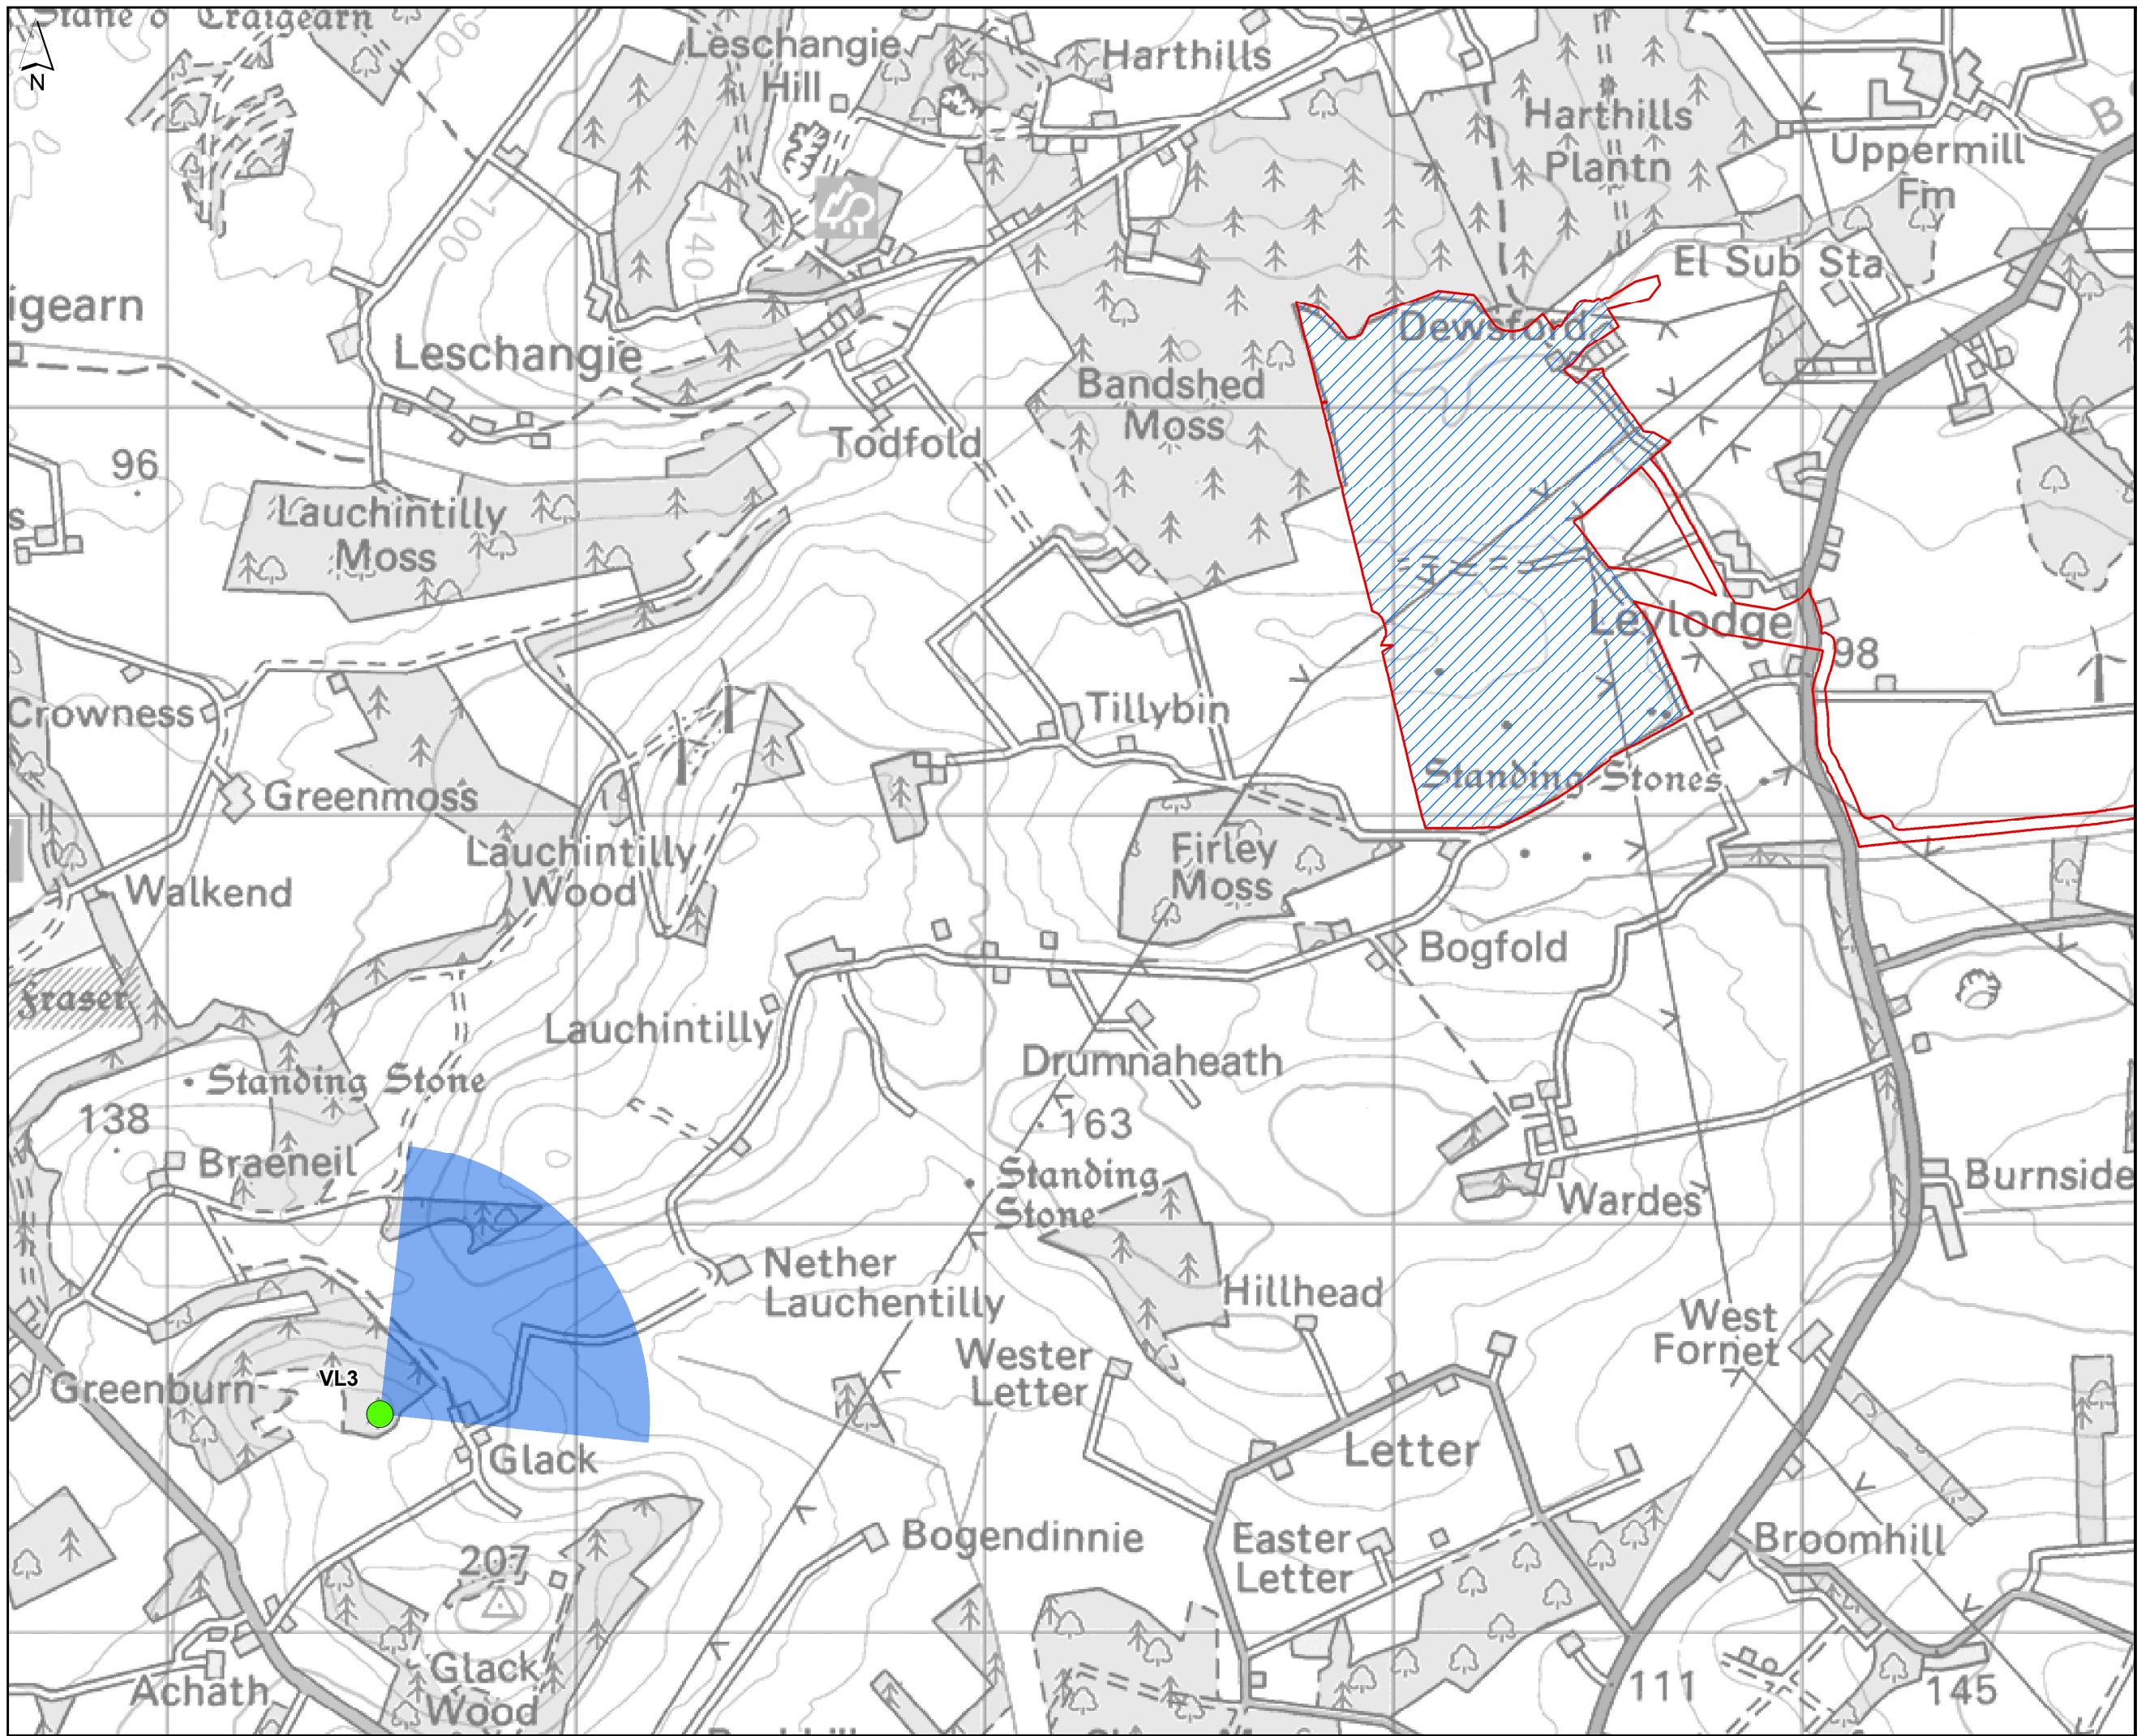 Stane o' Craigearn
N
90
Leschangie
Hill
Harthills
Harthills
Plantn
Uppermill
Fm
B
100
140
El Sub Sta
igearn
Leschangie
Dewsford
Bandshed
Moss
Todfold
96
s
Lauchintilly
Moss
Leylodge
98
Crowness
Tillybin
Greenmoss
Standing Stones
Lauchintilly
Wood
Firley
Moss
Walkend
Bogfold
Fraser
Lauchintilly
Drumnaheath
Standing Stone
138
163
Braeneil
Standing
Stone
Wardes
Burnside
Nether
Lauchentilly
Hillhead
West
Fornet
Wester
Letter
VL3
Greenburn
Glack
Letter
Bogendinnie
Easter
Letter
Broomhill
207
Glack
Wood
Achath
111
145